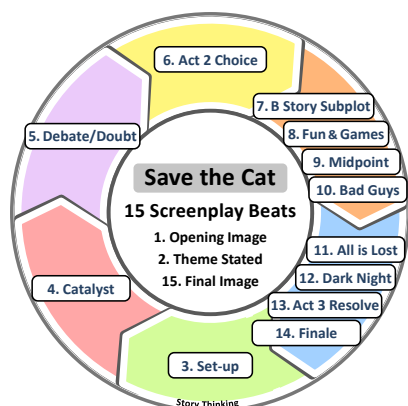 6. Act 2 Choice
7. B Story Subplot
8. Fun & Games
5. Debate/Doubt
9. Midpoint
Save the Cat
10. Bad Guys
15 Screenplay Beats
1. Opening Image
11. All is Lost
2. Theme Stated
12. Dark Night
15. Final Image
4. Catalyst
13. Act 3 Resolve
14. Finale
3. Set-up
Story Thinking